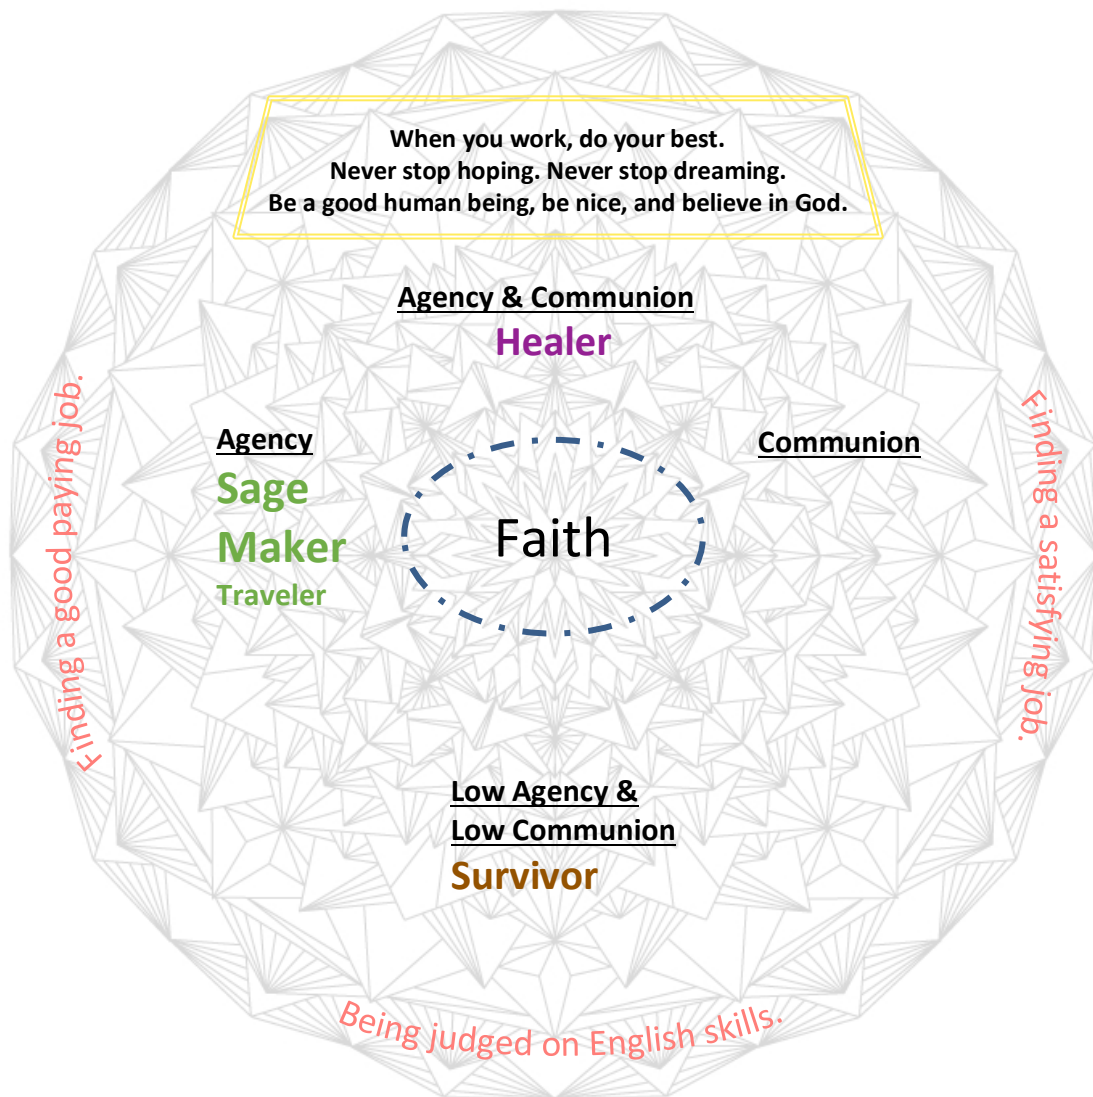 When you work, do your best.
Never stop hoping. Never stop dreaming.
Be a good human being, be nice, and believe in God.
Agency & Communion
Healer
Finding a good paying job.
Agency
Sage
Maker
Traveler
Faith
Communion
Finding a satisfying job.
Low Agency &
Low Communion
Survivor
Being judged on English skills.